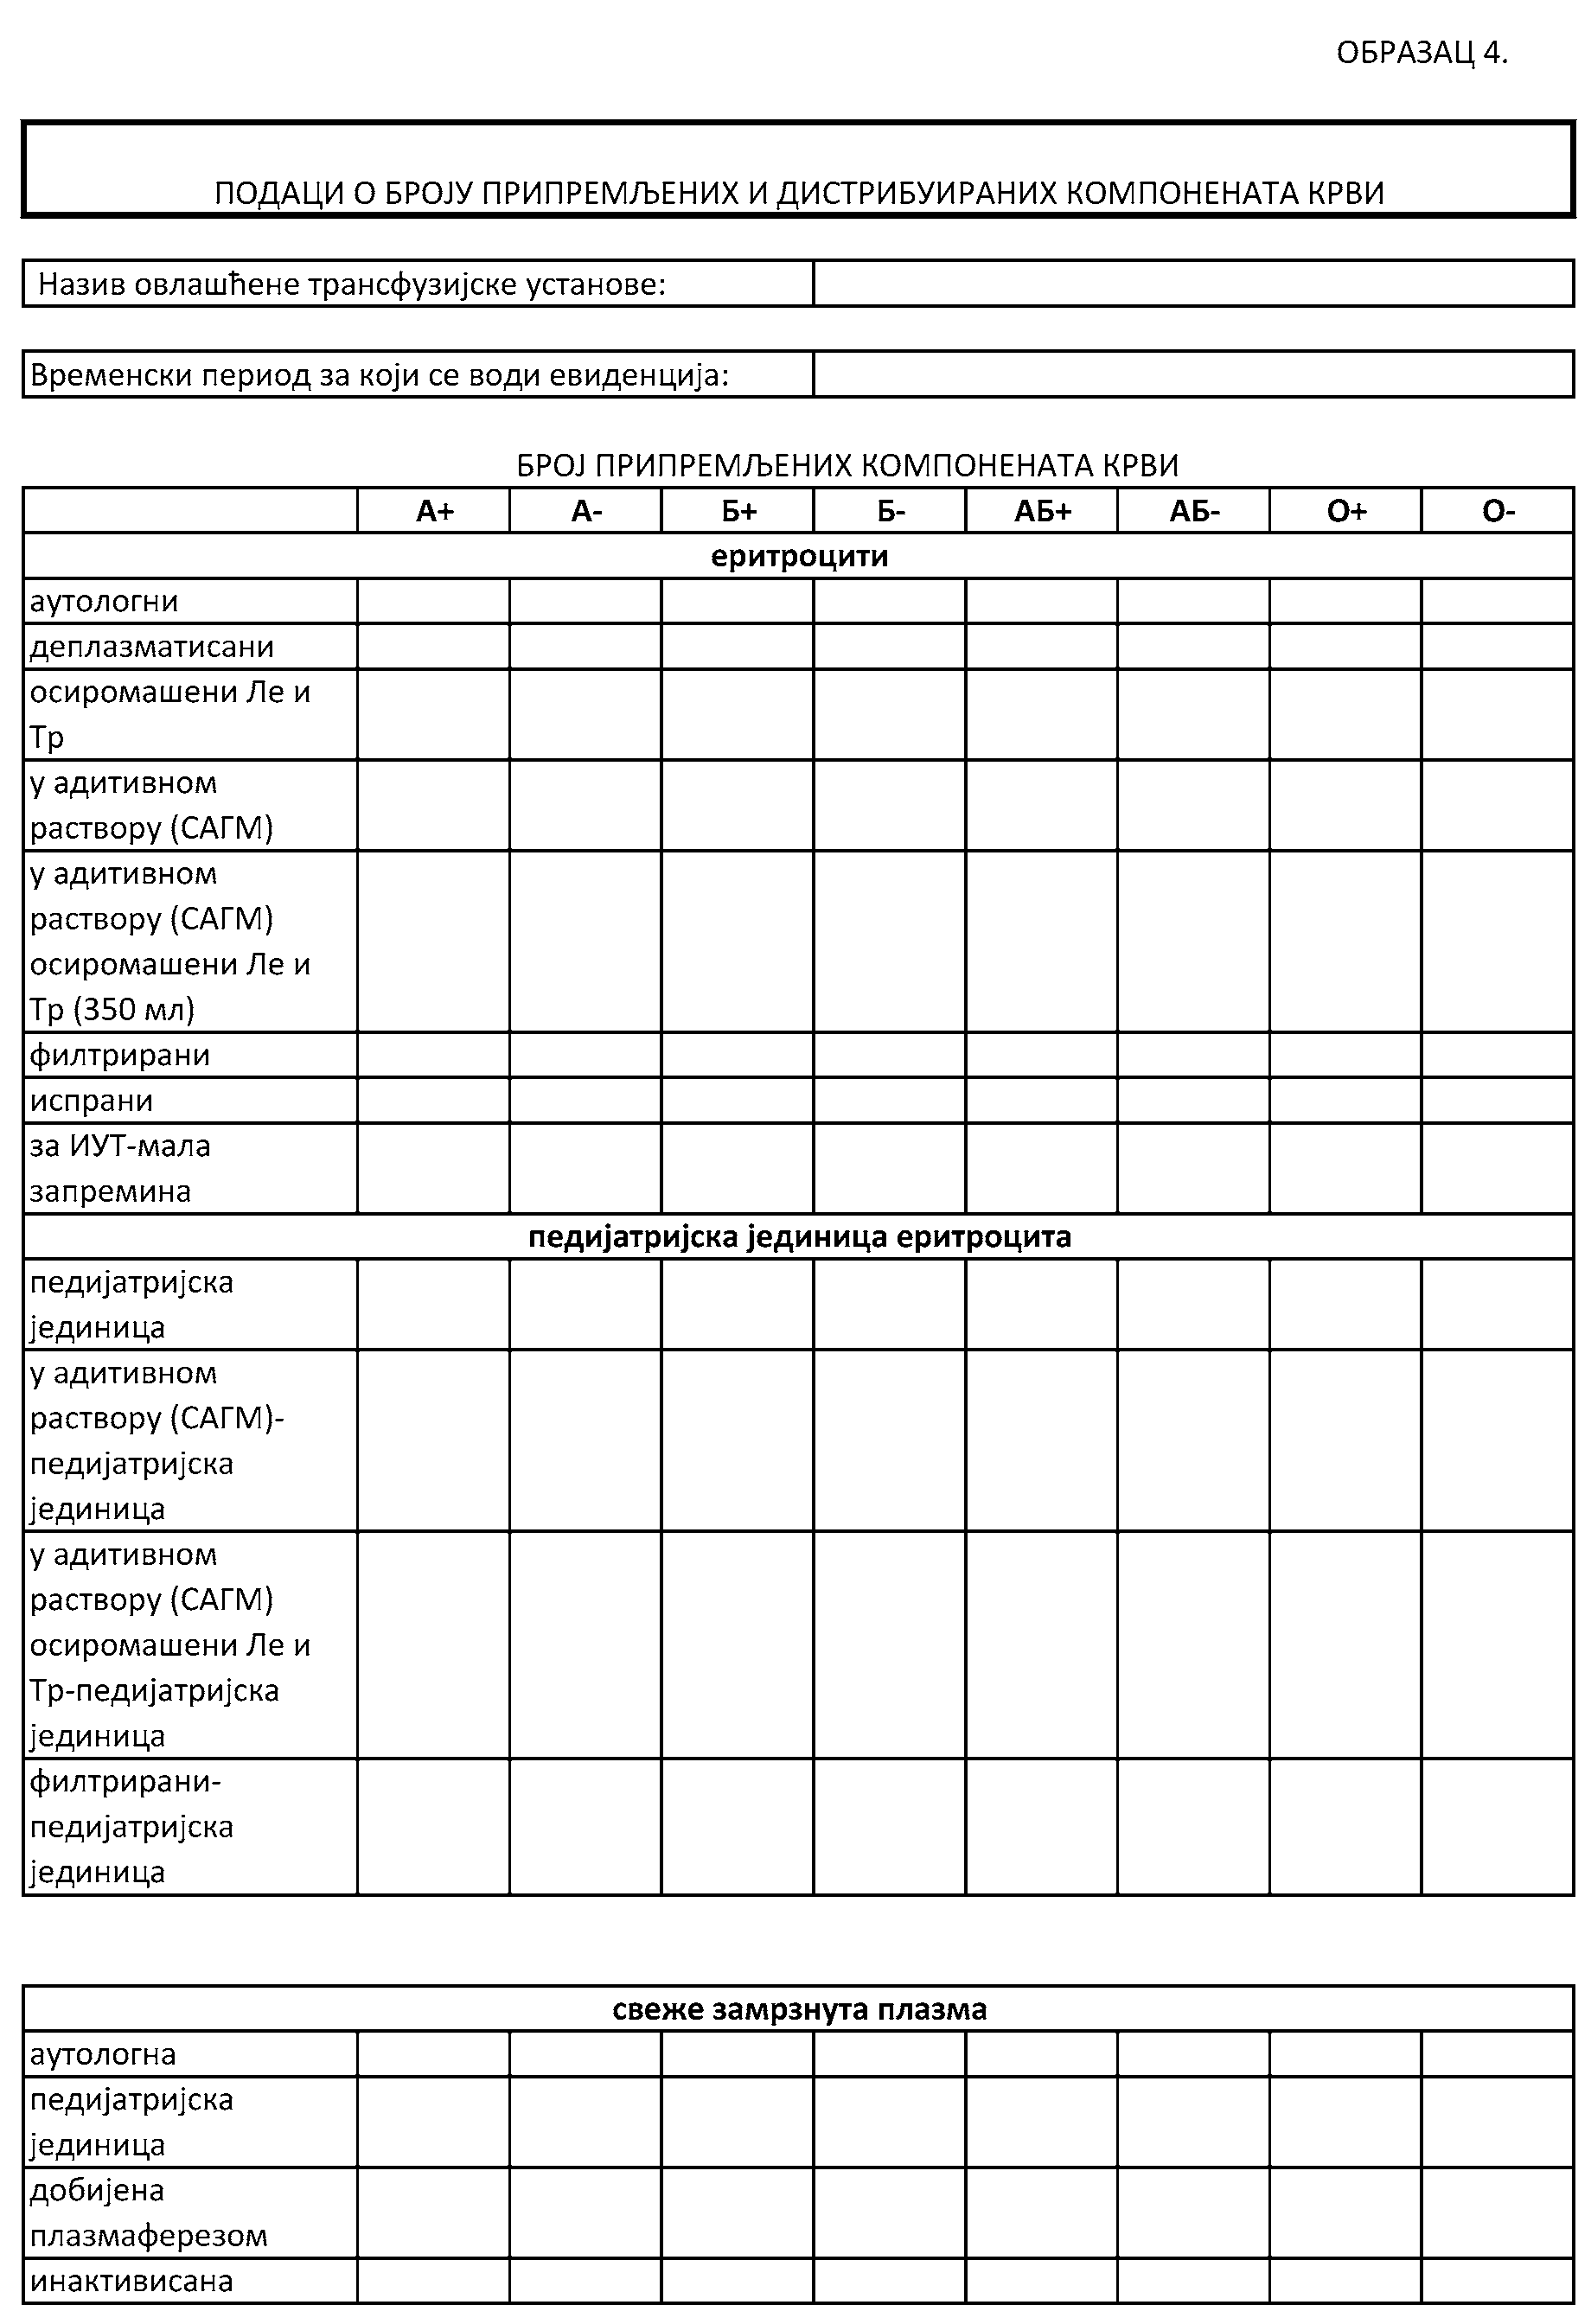 ОБРАЗАЦ 4.
ПОДАЦИ О БРОЈУ ПРИПРЕМЉЕНИХ И ДИСТРИБУИРАНИХ КОМПОНЕНАТА КРВИ
Назив овлашћене трансфузијске установе:
Временски период за који се води евиденција:
БРОЈ ПРИПРЕМЉЕНИХ КОМПОНЕНАТА КРВИ
А+ А- Б+ Б- АБ+ АБ- О+ О-
еритроцити
аутологни
деплазматисани
осиромашени Ле и
Тр
у адитивном
раствору (САГМ)
у адитивном
раствору (САГМ)
осиромашени Ле и
Тр (350 мл)
филтрирани
испрани
за ИУТ-мала
запремина
педијатријска јединица еритроцита
педијатријска
јединица
у адитивном
раствору (САГМ)-
педијатријска
јединица
у адитивном
раствору (САГМ)
осиромашени Ле и
Тр-педијатријска
јединица
филтрирани-
педијатријска
јединица
свеже замрзнута плазма
аутологна
педијатријска
јединица
добијена
плазмаферезом
инактивисана